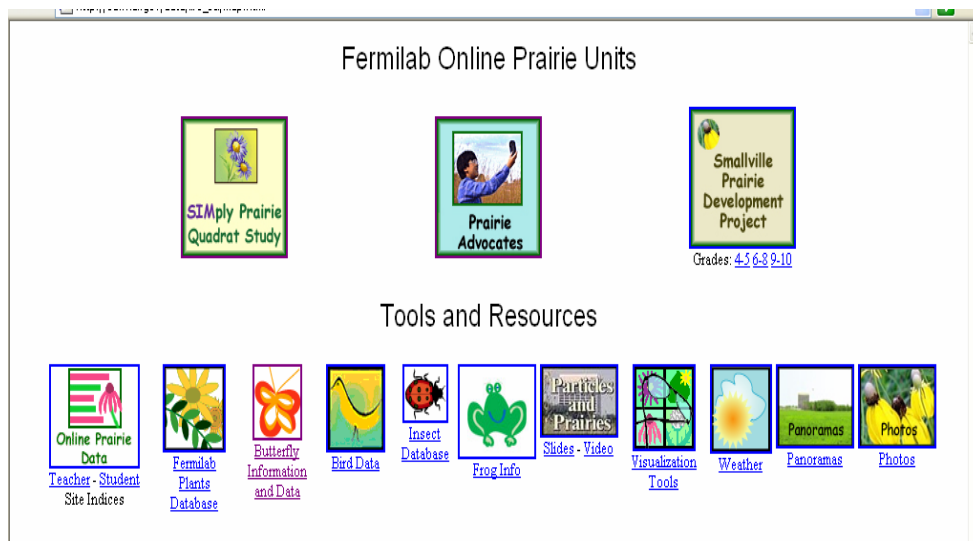 Fermilab Online Prairie Units
SIMply Prairie
Quadrat Study
Prairie
Advocates
Smallville
Prairie
Development
Project
Grades: 4-5 6-8 9-10
Tools and Resources
Online Prairie
Data
Teacher - Student
Site Indices
Fermilab
Plants
Database
Butterfly
Information
and Data
Bird Data
Insect
Database
Frog Info
Particles
and
Prairies
Slides - Video
Visualization
Tools
Weather
Panoramas
Panoramas
Photos
Photos